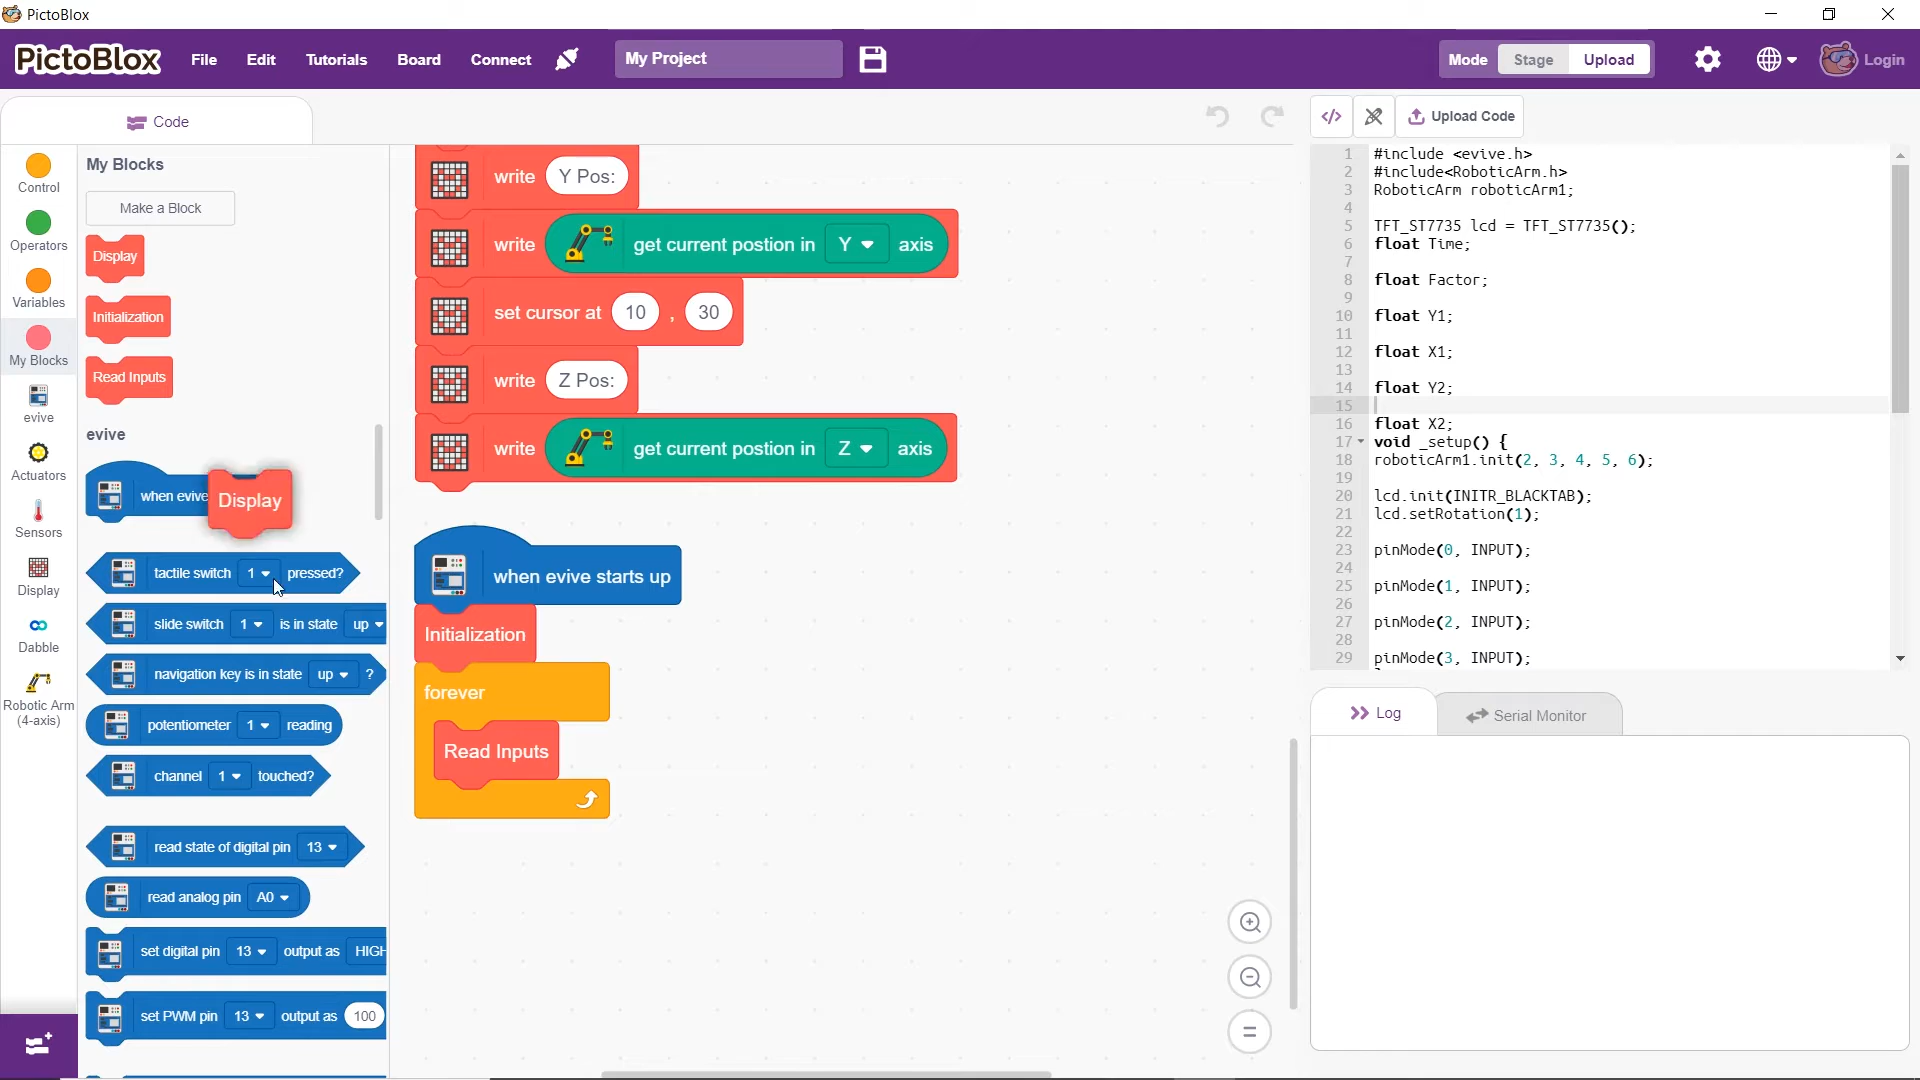 PictoBlox
PictoBlox File Edit Tutorials Board Connect My Project Mode Stage Upload Login
Code
Upload Code
Control
Operators
Variables
My Blocks
evive
Actuators
Sensors
Display
Dabble
Robotic Arm
(4-axis)
My Blocks
Make a Block
Display
Initialization
Read Inputs
evive
when evive
Display
tactile switch 1 pressed?
slide switch 1 is in state up
navigation key is in state up ?
potentiometer 1 reading
channel 1 touched?
read state of digital pin 13
read analog pin A0
set digital pin 13 output as HIGH
set PWM pin 13 output as 100
write Y Pos:
write get current postion in Y axis
set cursor at 10 , 30
write Z Pos:
write get current postion in Z axis
when evive starts up
Initialization
forever
Read Inputs
1 #include <evive.h>
2 #include<RoboticArm.h>
3 RoboticArm roboticArm1;
4
5 TFT_ST7735 lcd = TFT_ST7735();
6 float Time;
7
8 float Factor;
9
10 float Y1;
11
12 float X1;
13
14 float Y2;
15
16 float X2;
17 void _setup() {
18 roboticArm1.init(2, 3, 4, 5, 6);
19
20 lcd.init(INITR_BLACKTAB);
21 lcd.setRotation(1);
22
23 pinMode(0, INPUT);
24
25 pinMode(1, INPUT);
26
27 pinMode(2, INPUT);
28
29 pinMode(3, INPUT);
Log
Serial Monitor